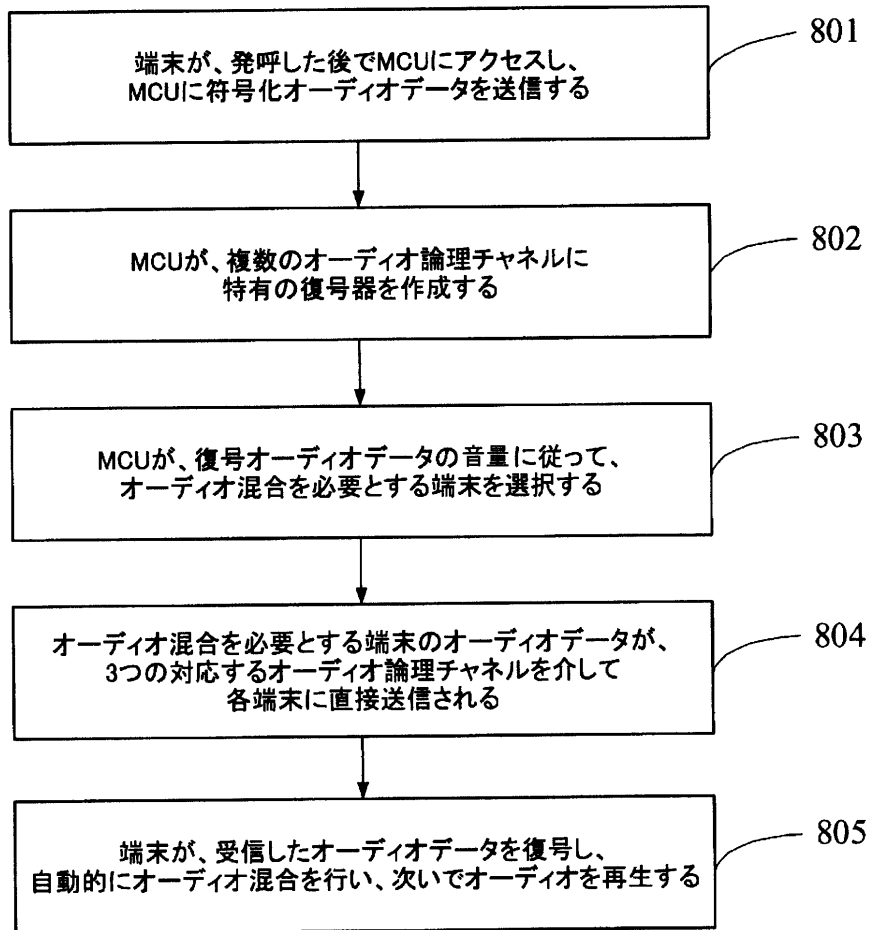 801
端末が、発呼した後でMCUにアクセスし、
MCUに符号化オーディオデータを送信する
802
MCUが、複数のオーディオ論理チャネルに
特有の復号器を作成する
803
MCUが、復号オーディオデータの音量に従って、
オーディオ混合を必要とする端末を選択する
804
オーディオ混合を必要とする端末のオーディオデータが、
3つの対応するオーディオ論理チャネルを介して
各端末に直接送信される
805
端末が、受信したオーディオデータを復号し、
自動的にオーディオ混合を行い、次いでオーディオを再生する